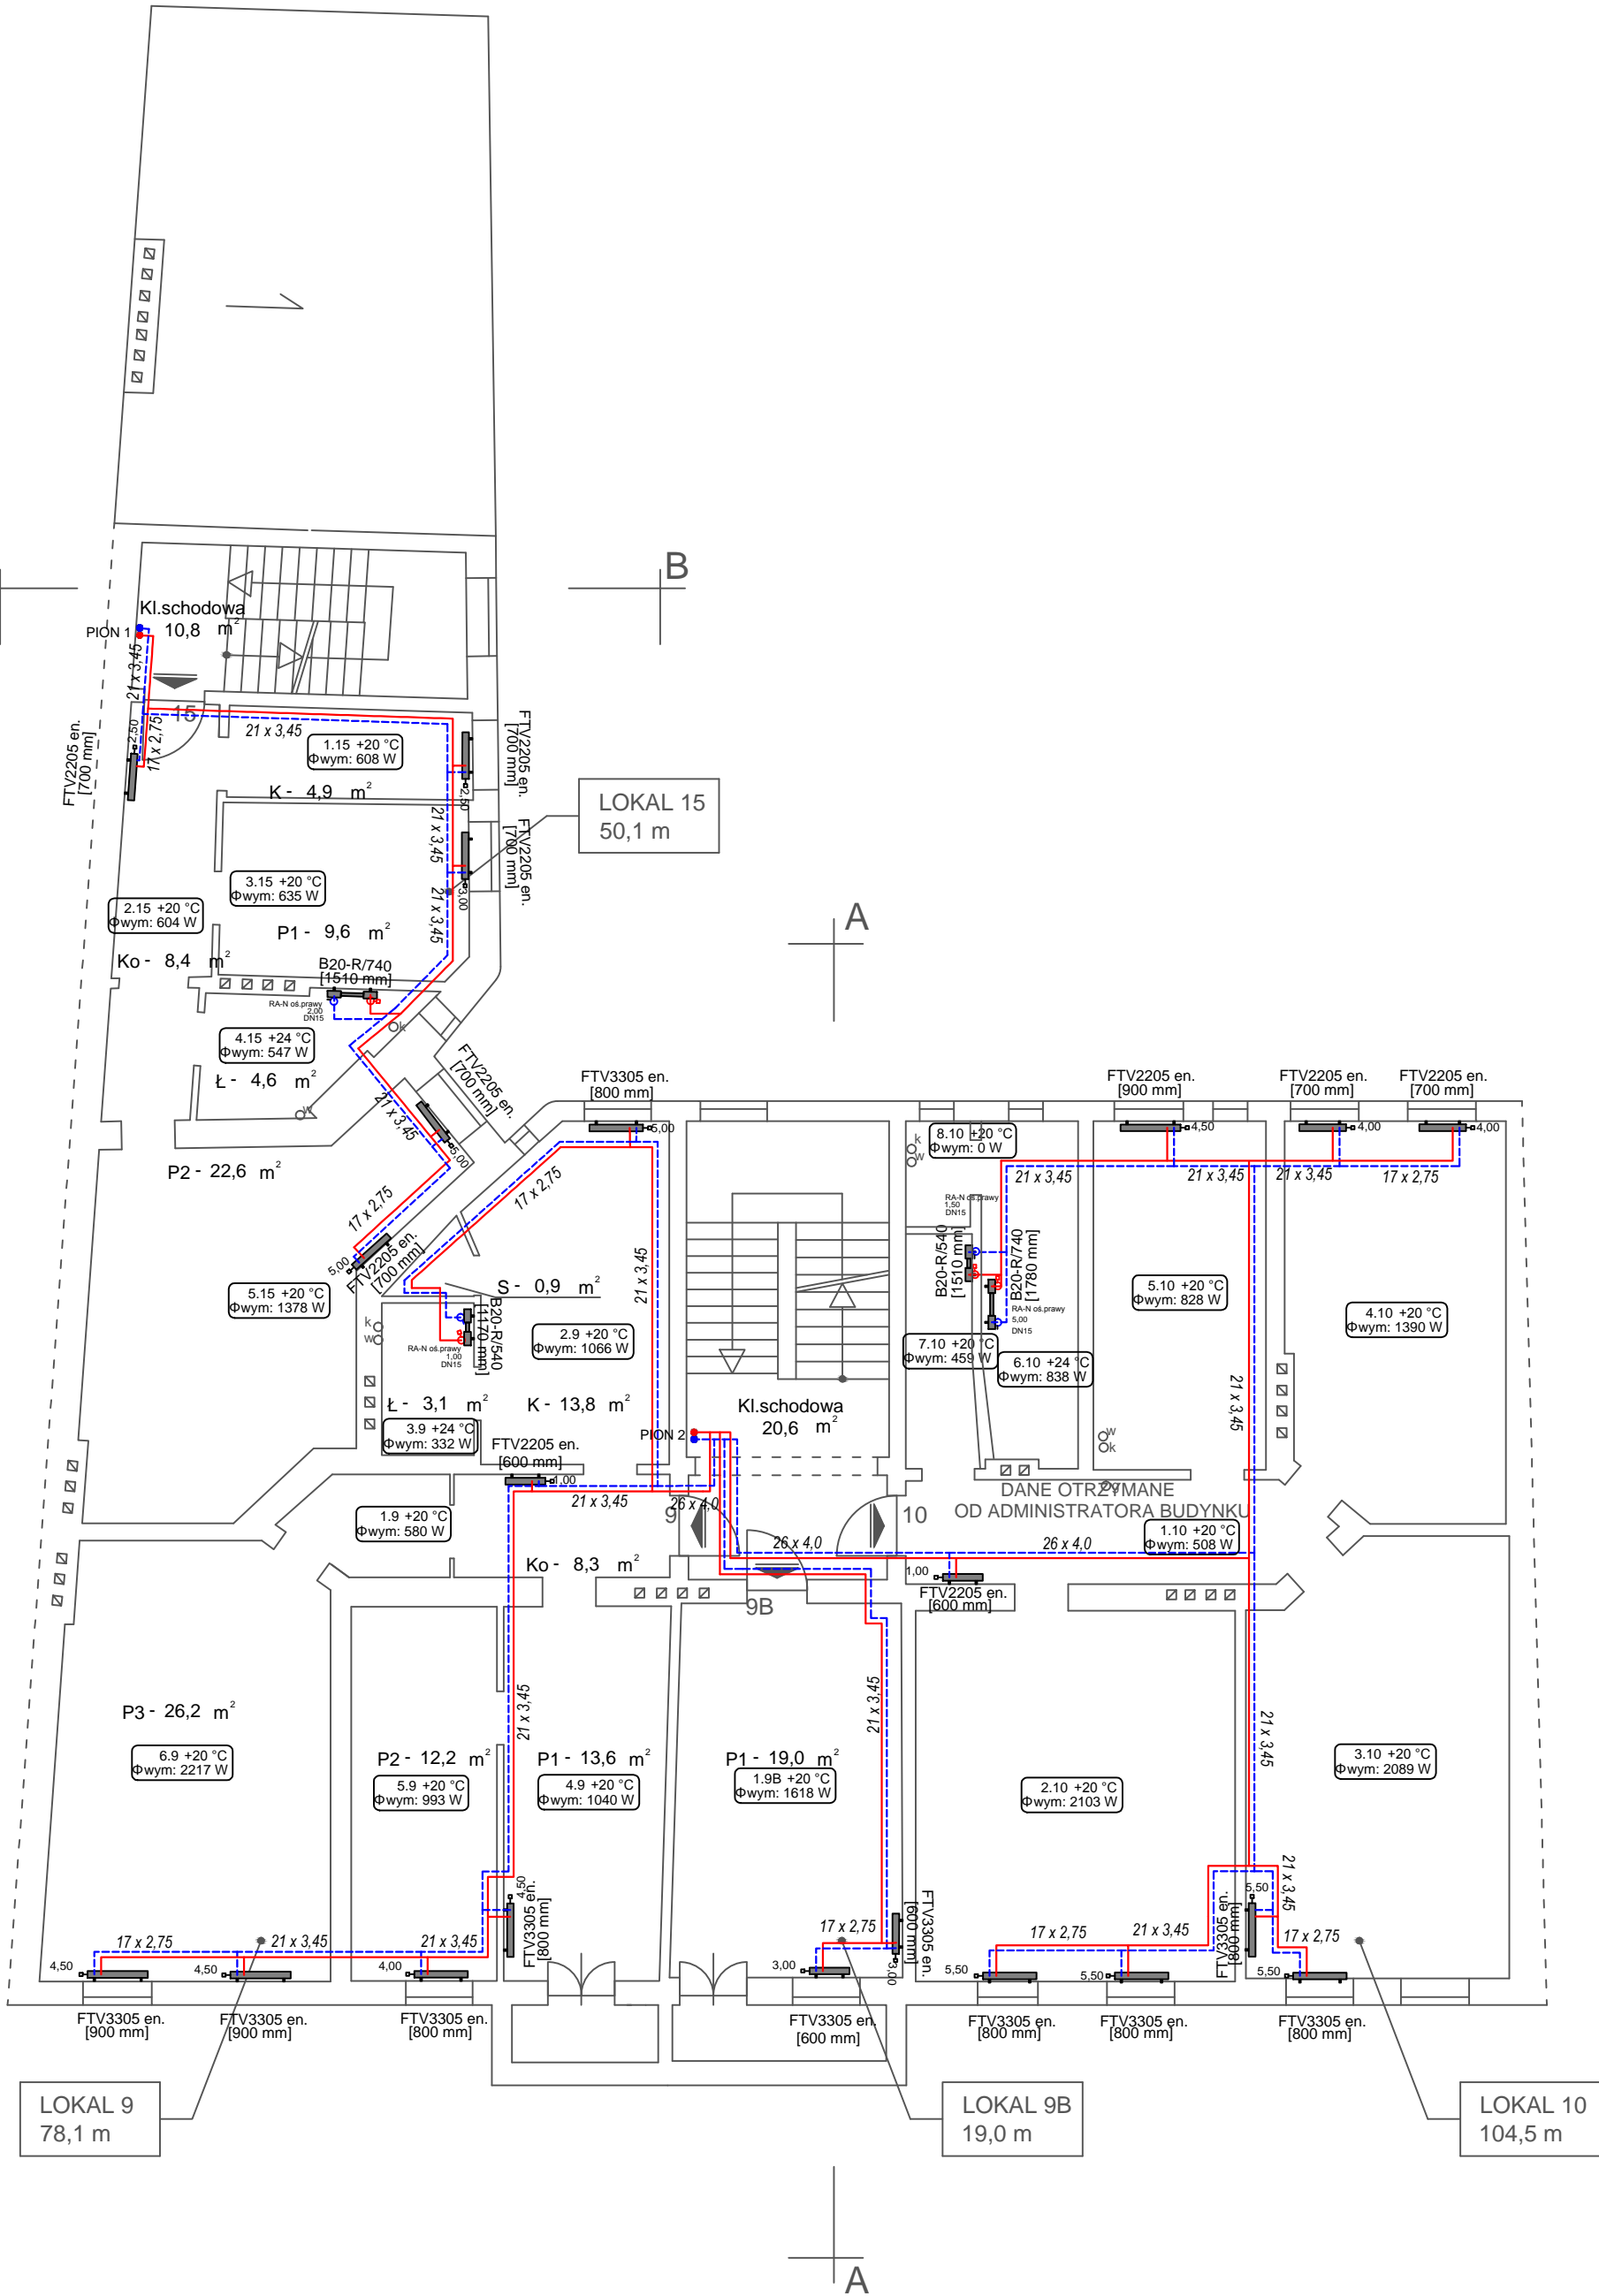 B
Kl.schodowa
10,8 m²
PION 1
21 x 3,45
15
2,50
17 x 2,75
FTV2205 en.
[700 mm]
21 x 3,45
1.15 +20 °C
Φwym: 608 W
K - 4,9 m²
FTV2205 en.
[700 mm]
2,50
21 x 3,45
LOKAL 15
50,1 m
FTV2205 en.
[700 mm]
3,00
21 x 3,45
3.15 +20 °C
Φwym: 635 W
2.15 +20 °C
Φwym: 604 W
P1 - 9,6 m²
Ko - 8,4 m²
A
B20-R/740
[1510 mm]
RA-N oś.prawy
2,00
DN15
k
4.15 +24 °C
Φwym: 547 W
Ł - 4,6 m²
w
21 x 3,45
FTV2205 en.
[700 mm]
5,00
P2 - 22,6 m²
17 x 2,75
5,00
FTV2205 en.
[700 mm]
5.15 +20 °C
Φwym: 1378 W
FTV3305 en.
[800 mm]
5,00
17 x 2,75
21 x 3,45
S - 0,9 m²
k
w
B20-R/540
[1170 mm]
RA-N oś.prawy
1,00
DN15
2.9 +20 °C
Φwym: 1066 W
Ł - 3,1 m²
K - 13,8 m²
3.9 +24 °C
Φwym: 332 W
FTV2205 en.
[600 mm]
1,00
21 x 3,45
PION 2
Kl.schodowa
20,6 m²
26 x 4,0
9
10
9B
FTV2205 en.
[900 mm]
4,50
FTV2205 en.
[700 mm]
4,00
FTV2205 en.
[700 mm]
4,00
8.10 +20 °C
Φwym: 0 W
k
w
21 x 3,45
21 x 3,45
21 x 3,45
17 x 2,75
RA-N oś.prawy
1,50
DN15
B20-R/540
[1510 mm]
B20-R/740
[1780 mm]
RA-N oś.prawy
5,00
DN15
5.10 +20 °C
Φwym: 828 W
4.10 +20 °C
Φwym: 1390 W
7.10 +20 °C
Φwym: 459 W
6.10 +24 °C
Φwym: 838 W
21 x 3,45
w
k
DANE OTRZYMANE
OD ADMINISTRATORA BUDYNKU
1.10 +20 °C
Φwym: 508 W
26 x 4,0
26 x 4,0
1,00
FTV2205 en.
[600 mm]
1.9 +20 °C
Φwym: 580 W
Ko - 8,3 m²
21 x 3,45
21 x 3,45
21 x 3,45
P3 - 26,2 m²
6.9 +20 °C
Φwym: 2217 W
P2 - 12,2 m²
5.9 +20 °C
Φwym: 993 W
P1 - 13,6 m²
4.9 +20 °C
Φwym: 1040 W
P1 - 19,0 m²
1.9B +20 °C
Φwym: 1618 W
2.10 +20 °C
Φwym: 2103 W
3.10 +20 °C
Φwym: 2089 W
4,50
FTV3305 en.
[800 mm]
FTV3305 en.
[600 mm]
3,00
5,50
FTV3305 en.
[800 mm]
21 x 3,45
17 x 2,75
21 x 3,45
21 x 3,45
17 x 2,75
17 x 2,75
21 x 3,45
17 x 2,75
4,50
4,50
4,00
3,00
5,50
5,50
5,50
FTV3305 en.
[900 mm]
FTV3305 en.
[900 mm]
FTV3305 en.
[800 mm]
FTV3305 en.
[600 mm]
FTV3305 en.
[800 mm]
FTV3305 en.
[800 mm]
FTV3305 en.
[800 mm]
LOKAL 9
78,1 m
LOKAL 9B
19,0 m
LOKAL 10
104,5 m
A